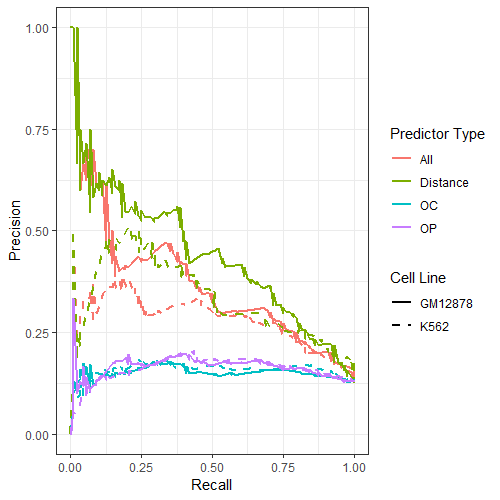 1.00
0.75
0.50
0.25
0.00
Precision
0.00 0.25 0.50 0.75 1.00
Recall
Predictor Type
All
Distance
OC
OP
Cell Line
GM12878
K562